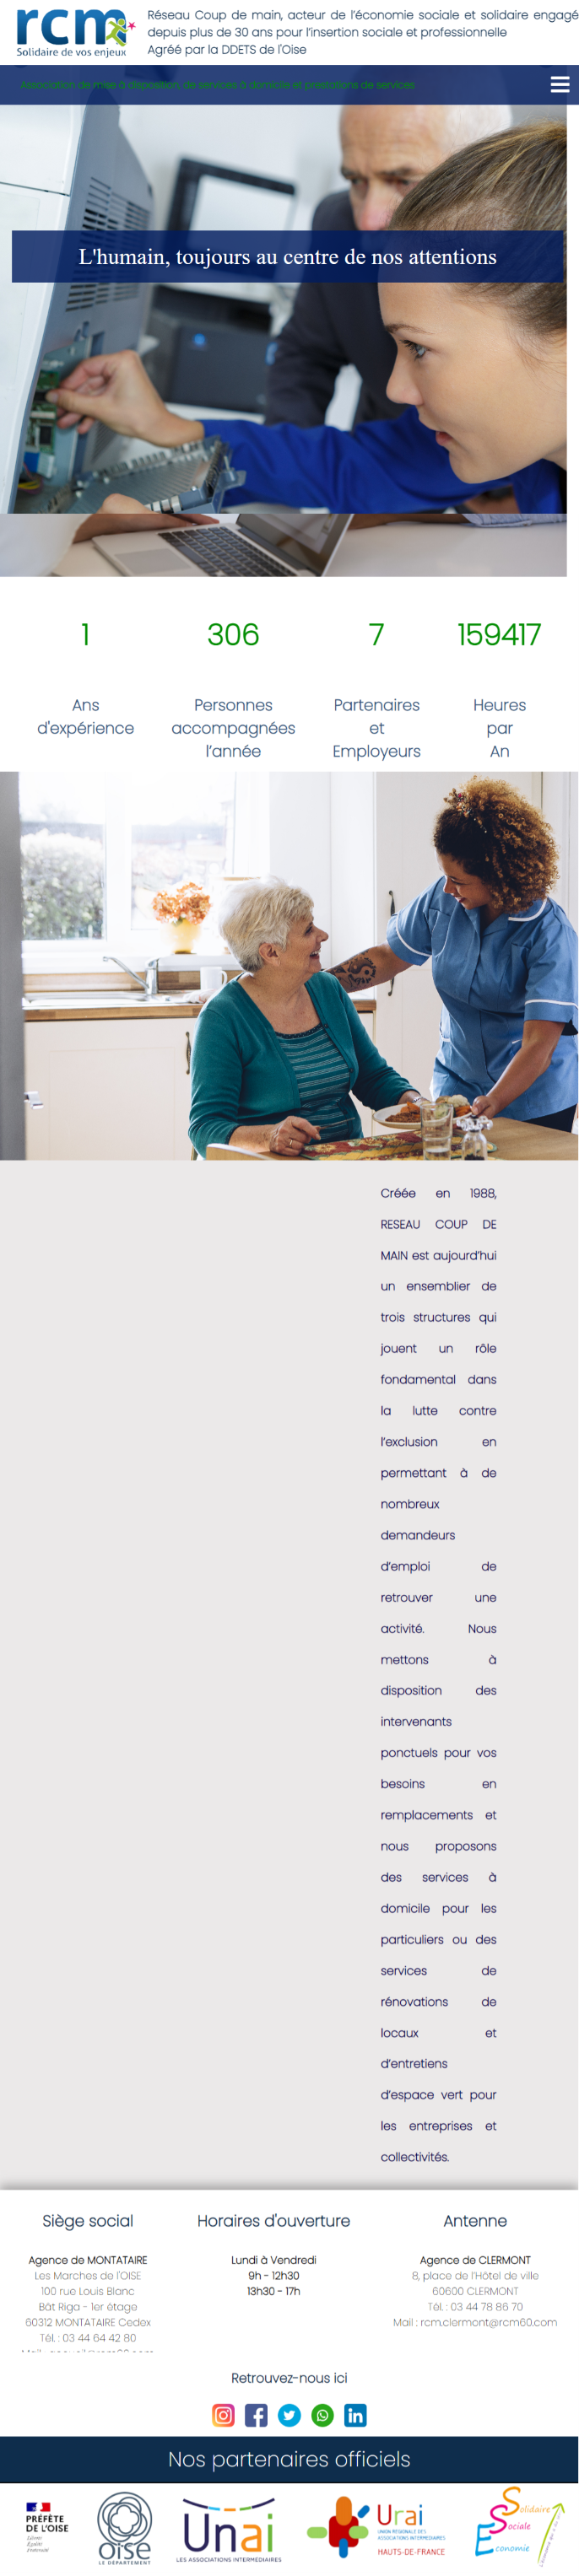 rcm
Solidaire de vos enjeux
Réseau Coup de main, acteur de l'économie sociale et solidaire engagé
depuis plus de 30 ans pour l'insertion sociale et professionnelle
Agréé par la DDETS de l'Oise
Association de mise à disposition, de services à domicile et prestations de services
L'humain, toujours au centre de nos attentions
1
306
7
159417
Ans
d'expérience
Personnes
accompagnées
l'année
Partenaires
et
Employeurs
Heures
par
An
Créée en 1988,
RESEAU COUP DE
MAIN est aujourd'hui
un ensemblier de
trois structures qui
jouent un rôle
fondamental dans
la lutte contre
l'exclusion en
permettant à de
nombreux
demandeurs
d'emploi de
retrouver une
activité. Nous
mettons à
disposition des
intervenants
ponctuels pour vos
besoins en
remplacements et
nous proposons
des services à
domicile pour les
particuliers ou des
services de
rénovations de
locaux et
d'entretiens
d'espace vert pour
les entreprises et
collectivités.
Siège social
Agence de MONTATAIRE
Les Marches de l'OISE
100 rue Louis Blanc
Bât Riga - 1er étage
60312 MONTATAIRE Cedex
Tél. : 03 44 64 42 80
Horaires d'ouverture
Lundi à Vendredi
9h - 12h30
13h30 - 17h
Antenne
Agence de CLERMONT
8, place de l'Hôtel de ville
60600 CLERMONT
Tél. : 03 44 78 86 70
Mail : rcm.clermont@rcm60.com
Retrouvez-nous ici
in
Nos partenaires officiels
PRÉFÈTE
DE L'OISE
Liberté
Égalité
Fraternité
oise
LE DÉPARTEMENT
Unai
LES ASSOCIATIONS INTERMÉDIAIRES
Urai
UNION RÉGIONALE DES
ASSOCIATIONS INTERMÉDIAIRES
HAUTS-DE-FRANCE
Solidaire
Sociale
Economie